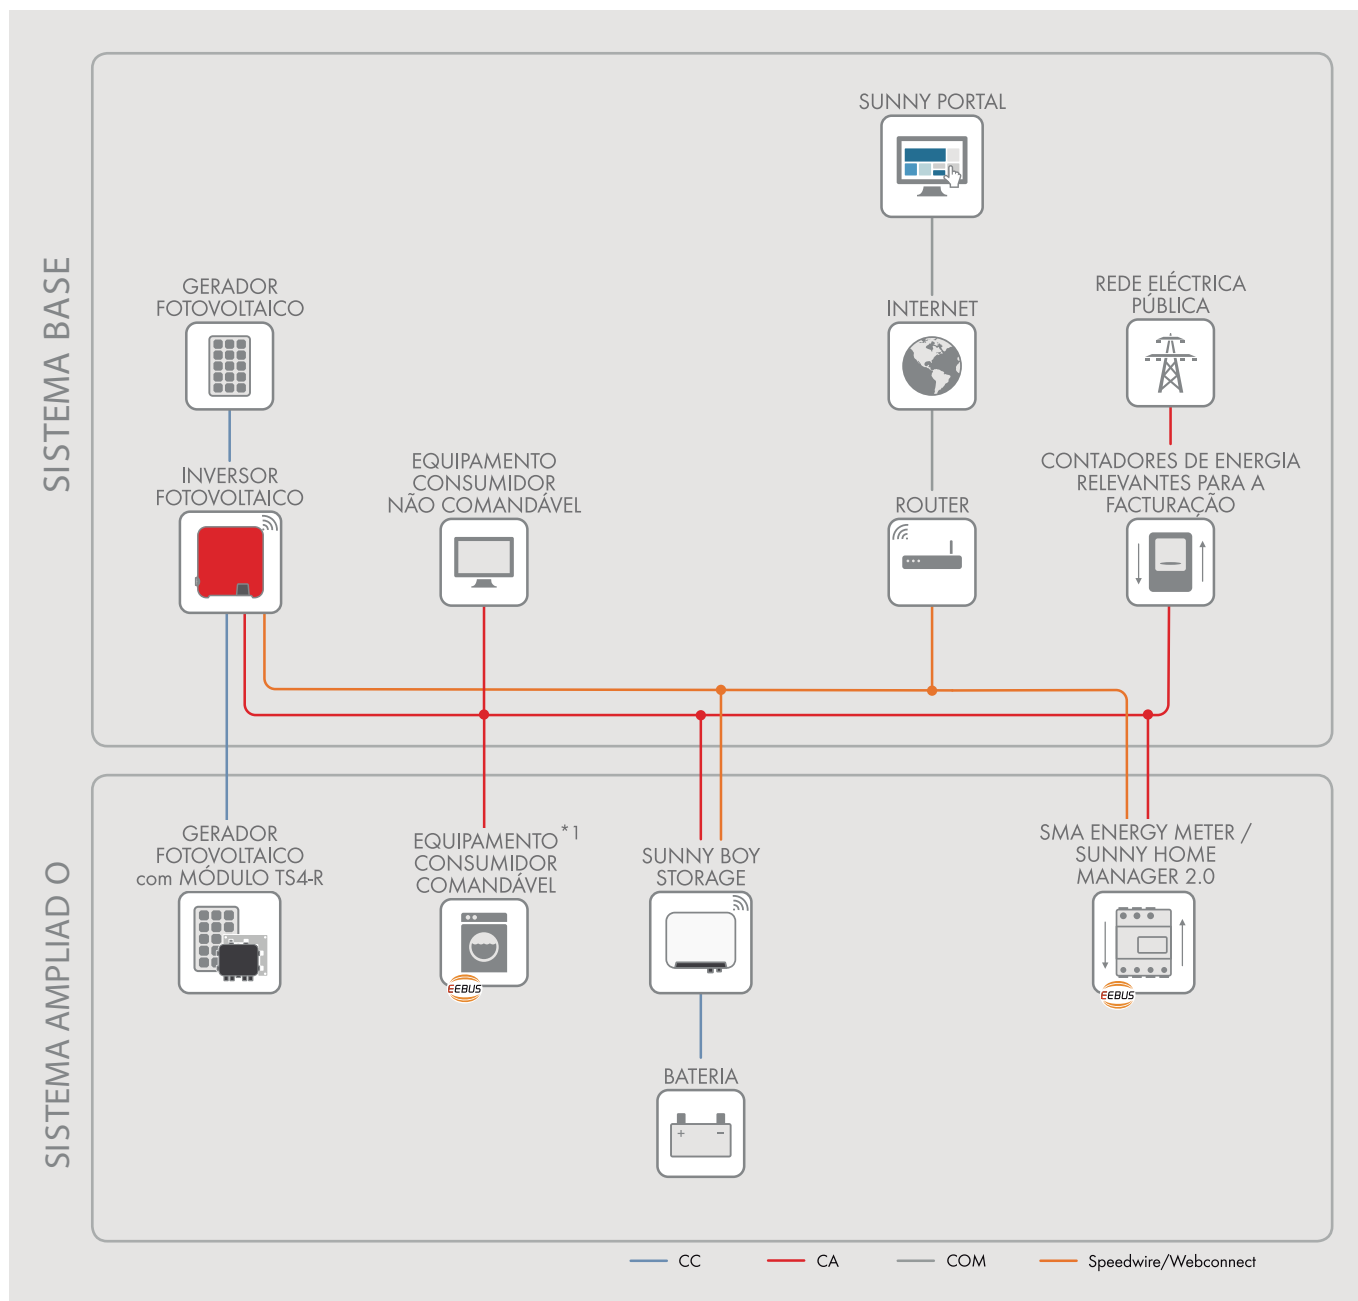 SISTEMA BASE
SUNNY PORTAL
GERADOR
FOTOVOLTAICO
INTERNET
REDE ELÉCTRICA
PÚBLICA
INVERSOR
FOTOVOLTAICO
EQUIPAMENTO
CONSUMIDOR
NÃO COMANDÁVEL
ROUTER
CONTADORES DE ENERGIA
RELEVANTES PARA A
FACTURAÇÃO
SISTEMA AMPLIAD O
GERADOR
FOTOVOLTAICO
com MÓDULO TS4-R
EQUIPAMENTO *1
CONSUMIDOR
COMANDÁVEL
EEBUS
SUNNY BOY
STORAGE
SMA ENERGY METER /
SUNNY HOME
MANAGER 2.0
EEBUS
BATERIA
+ −
CC
CA
COM
Speedwire/Webconnect